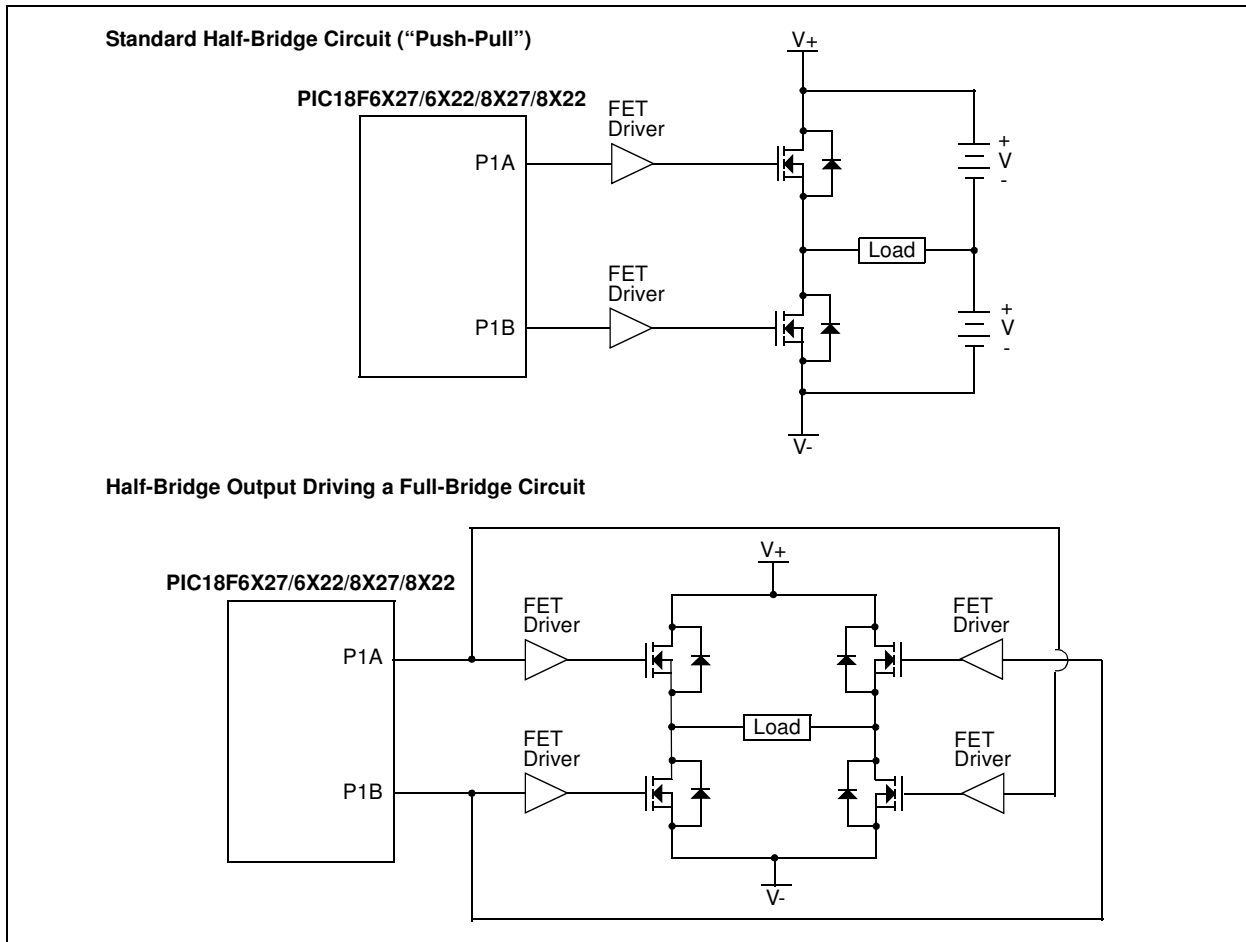 Standard Half-Bridge Circuit (“Push-Pull”)
V+
PIC18F6X27/6X22/8X27/8X22
FET
Driver
P1A
+
V
-
Load
FET
Driver
P1B
+
V
-
V-
Half-Bridge Output Driving a Full-Bridge Circuit
V+
PIC18F6X27/6X22/8X27/8X22
FET
Driver
FET
Driver
P1A
Load
FET
Driver
FET
Driver
P1B
V-